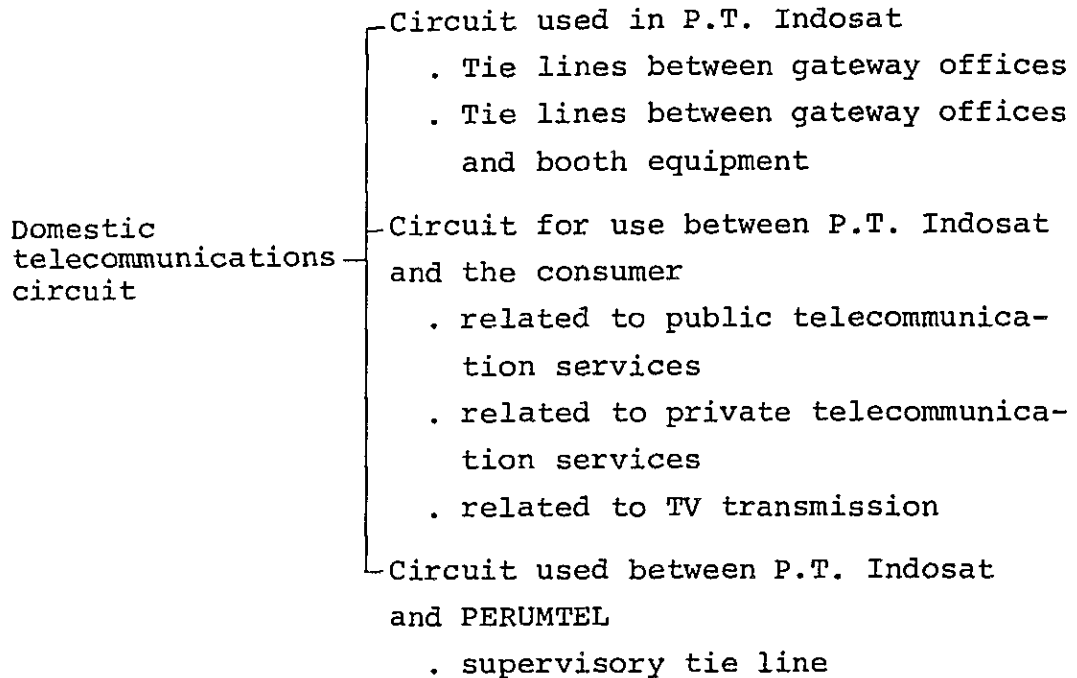 Circuit used in P.T. Indosat
. Tie lines between gateway offices
. Tie lines between gateway offices
and booth equipment
Domestic
telecommunications
circuit
Circuit for use between P.T. Indosat
and the consumer
. related to public telecommunica-
tion services
. related to private telecommunica-
tion services
. related to TV transmission
Circuit used between P.T. Indosat
and PERUMTEL
. supervisory tie line